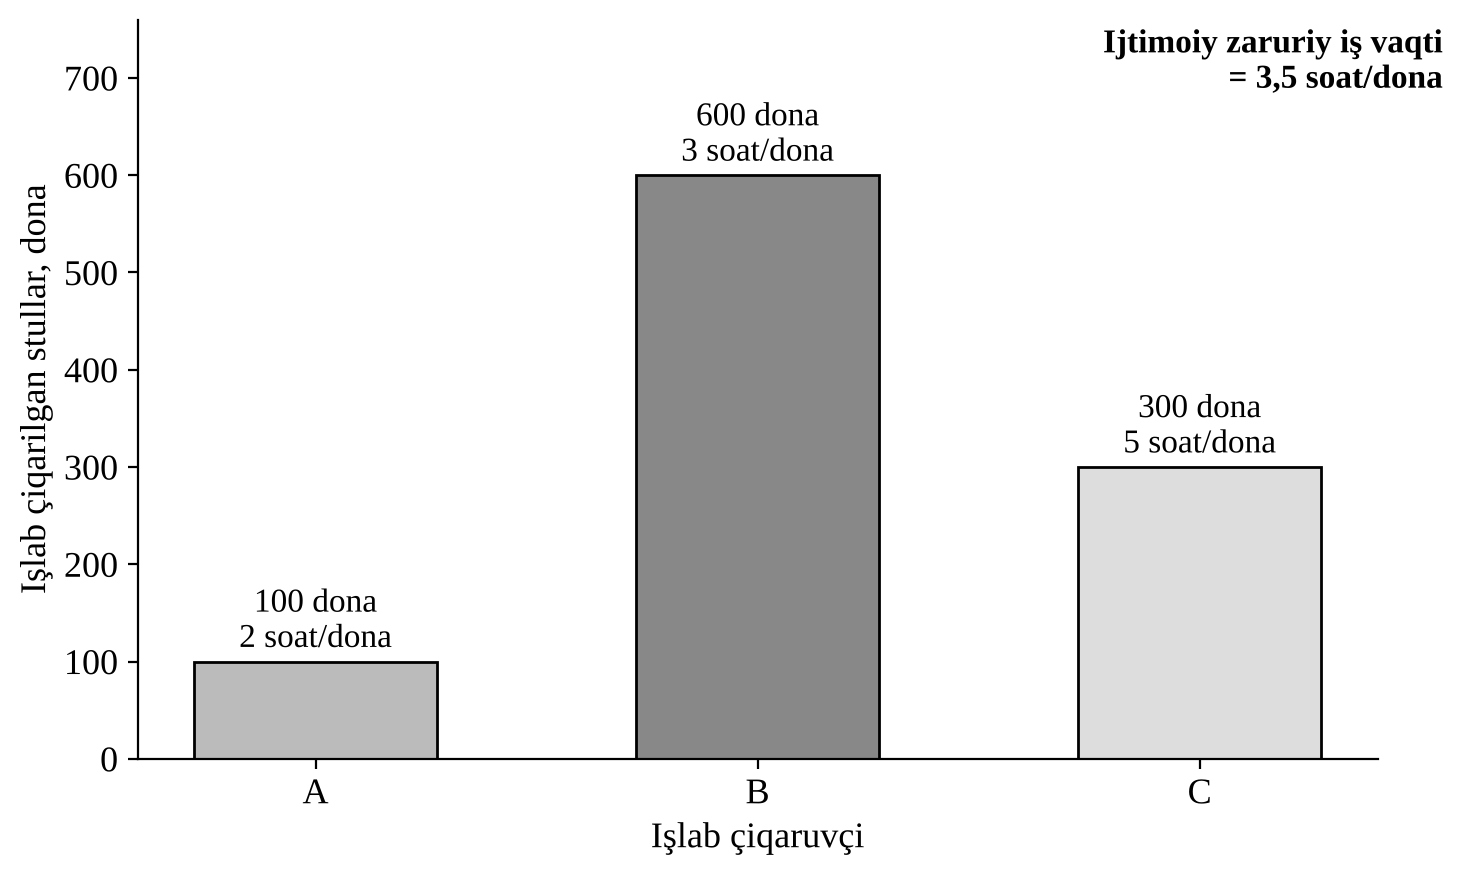 Ijtimoiy zaruriy iş vaqti
= 3,5 soat/dona
Işlab çiqarilgan stullar, dona
700
600
500
400
300
200
100
0
100 dona
2 soat/dona
600 dona
3 soat/dona
300 dona
5 soat/dona
A
B
C
Işlab çiqaruvçi